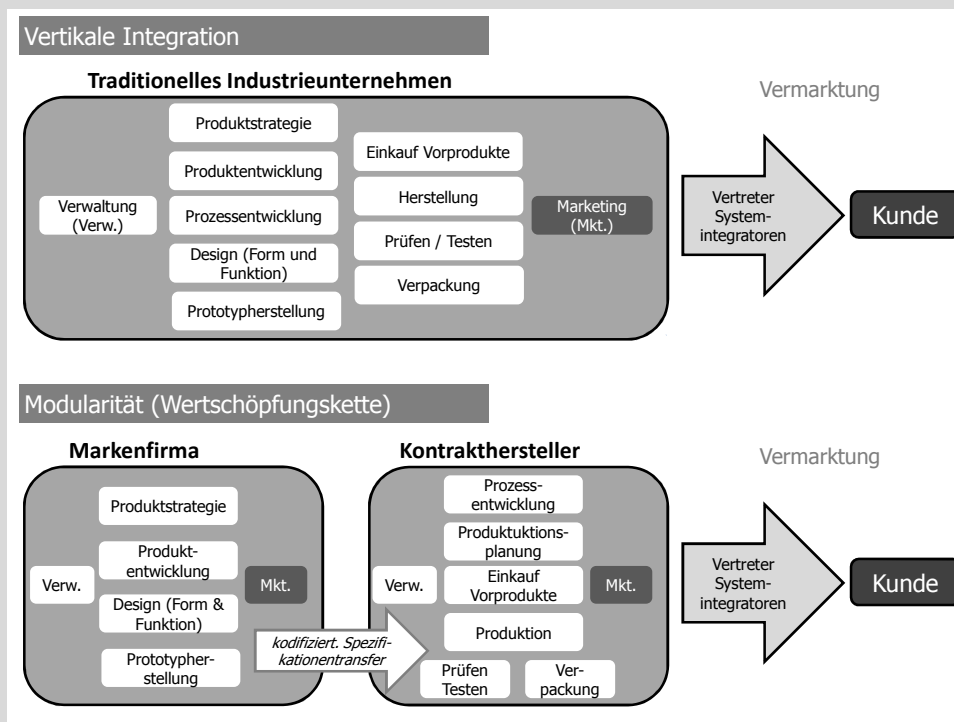 Vertikale Integration
Traditionelles Industrieunternehmen
Vermarktung
Verwaltung
(Verw.)
Produktstrategie
Produktentwicklung
Prozessentwicklung
Design (Form und
Funktion)
Prototypherstellung
Einkauf Vorprodukte
Herstellung
Prüfen / Testen
Verpackung
Marketing
(Mkt.)
Vertreter
System-
integratoren
Kunde
Modularität (Wertschöpfungskette)
Markenfirma
Kontrakthersteller
Vermarktung
Verw.
Produktstrategie
Produkt-
entwicklung
Design (Form &
Funktion)
Prototypher-
stellung
Mkt.
kodifiziert. Spezifi-
kationentransfer
Verw.
Prozess-
entwicklung
Produktuktions-
planung
Einkauf
Vorprodukte
Produktion
Prüfen
Testen
Ver-
packung
Mkt.
Vertreter
System-
integratoren
Kunde